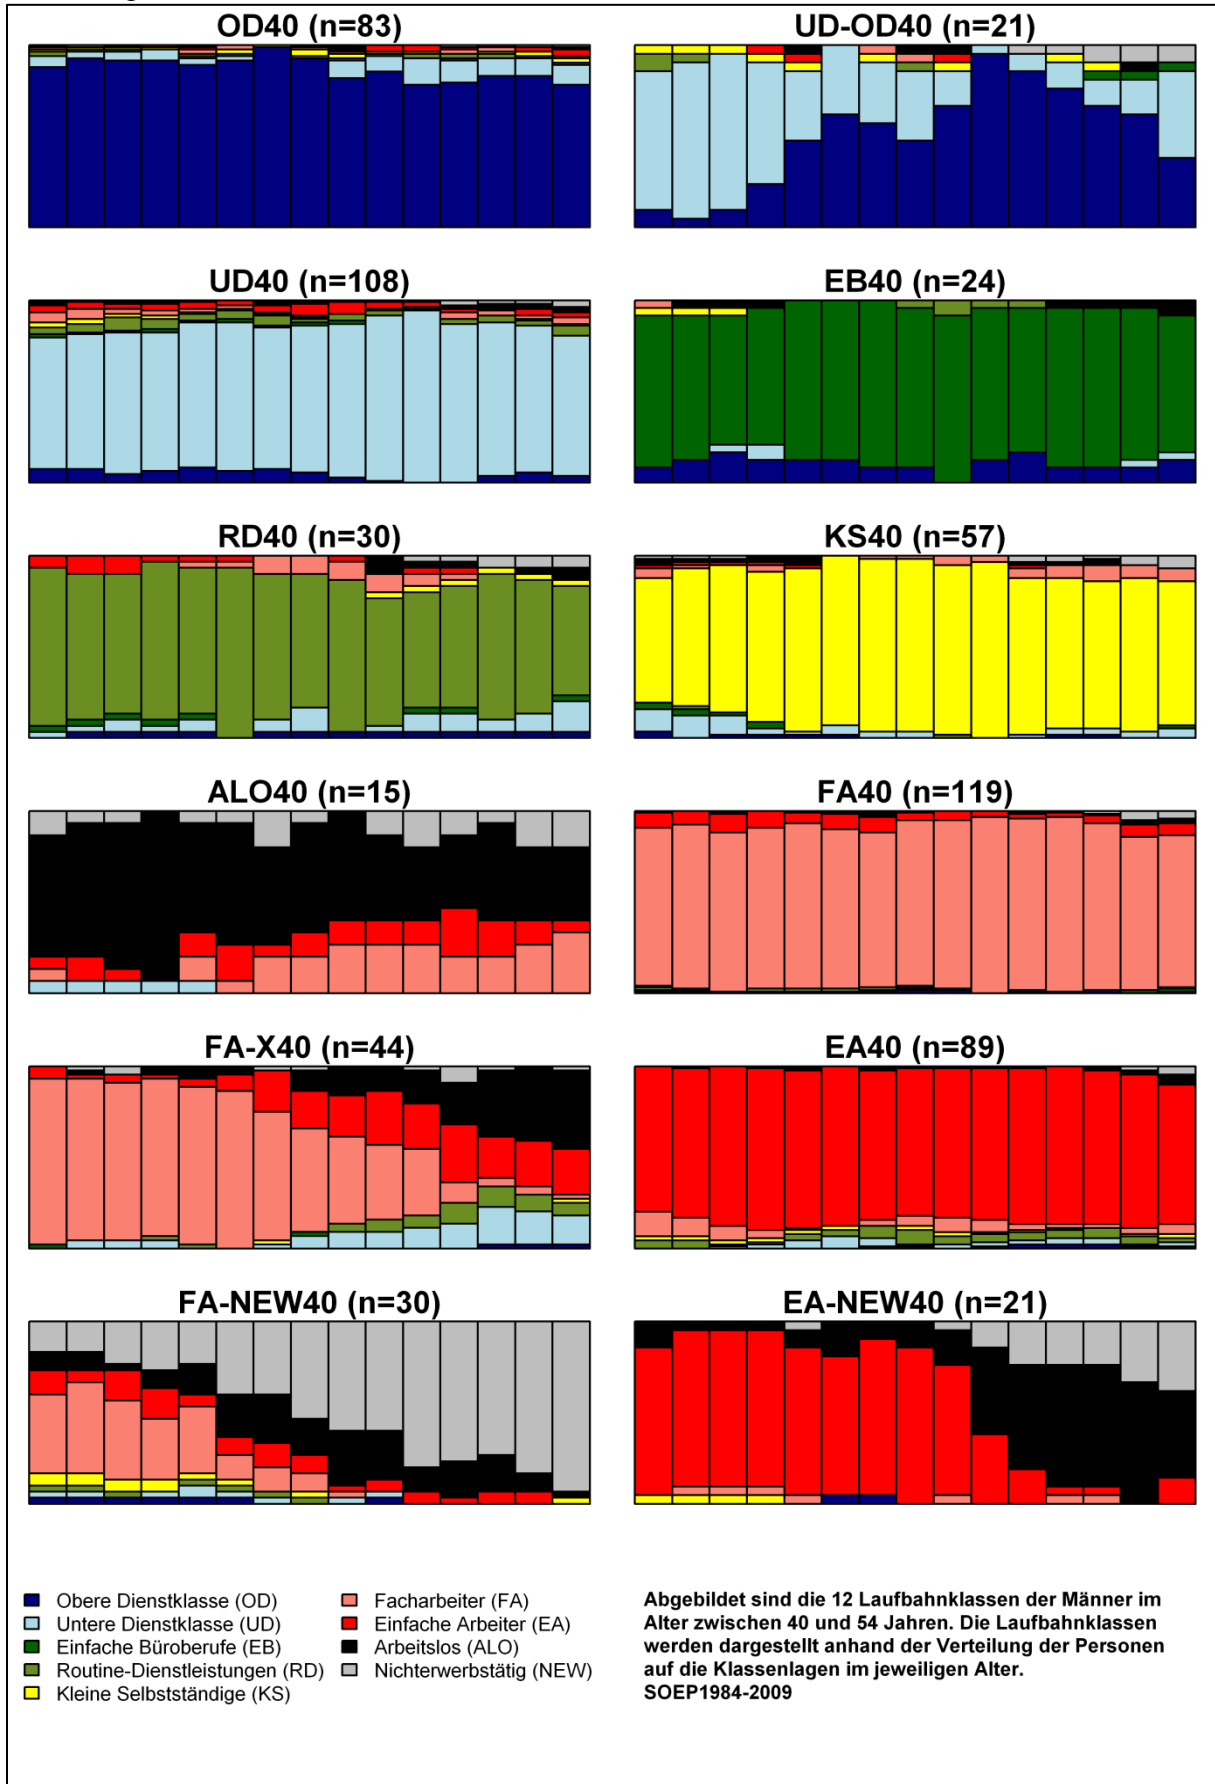 OD40 (n=83)
UD-OD40 (n=21)
UD40 (n=108)
EB40 (n=24)
RD40 (n=30)
KS40 (n=57)
ALO40 (n=15)
FA40 (n=119)
FA-X40 (n=44)
EA40 (n=89)
FA-NEW40 (n=30)
EA-NEW40 (n=21)
Obere Dienstklasse (OD)
Untere Dienstklasse (UD)
Einfache Büroberufe (EB)
Routine-Dienstleistungen (RD)
Kleine Selbstständige (KS)
Facharbeiter (FA)
Einfache Arbeiter (EA)
Arbeitslos (ALO)
Nichterwerbstätig (NEW)
Abgebildet sind die 12 Laufbahnklassen der Männer im
Alter zwischen 40 und 54 Jahren. Die Laufbahnklassen
werden dargestellt anhand der Verteilung der Personen
auf die Klassenlagen im jeweiligen Alter.
SOEP1984-2009